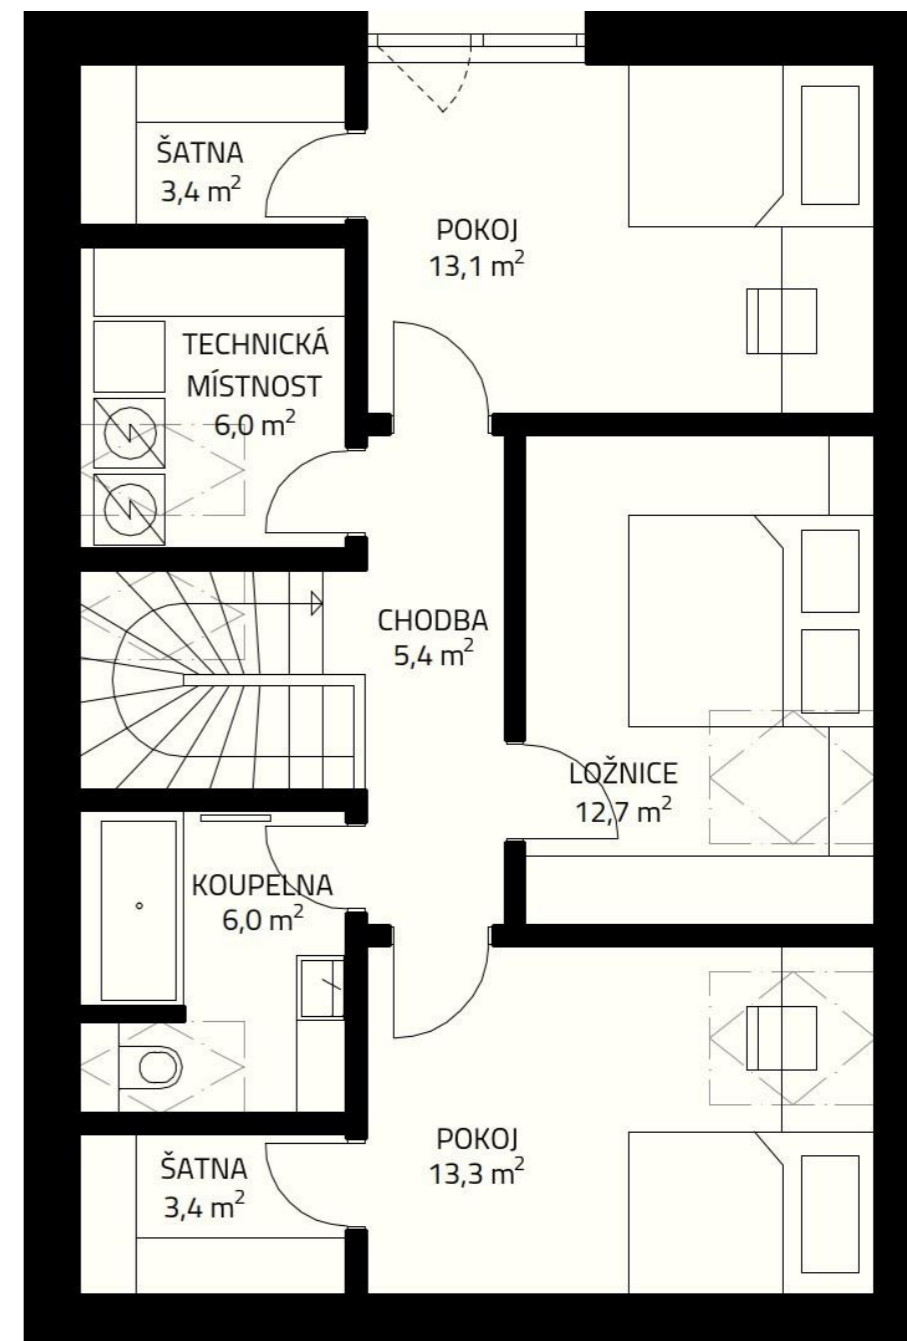 ŠATNA
3,4 m²
POKOJ
13,1 m²
TECHNICKÁ
MÍSTNOST
6,0 m²
CHODBA
5,4 m²
LOŽNICE
12,7 m²
KOUPELNA
6,0 m²
POKOJ
13,3 m²
ŠATNA
3,4 m²